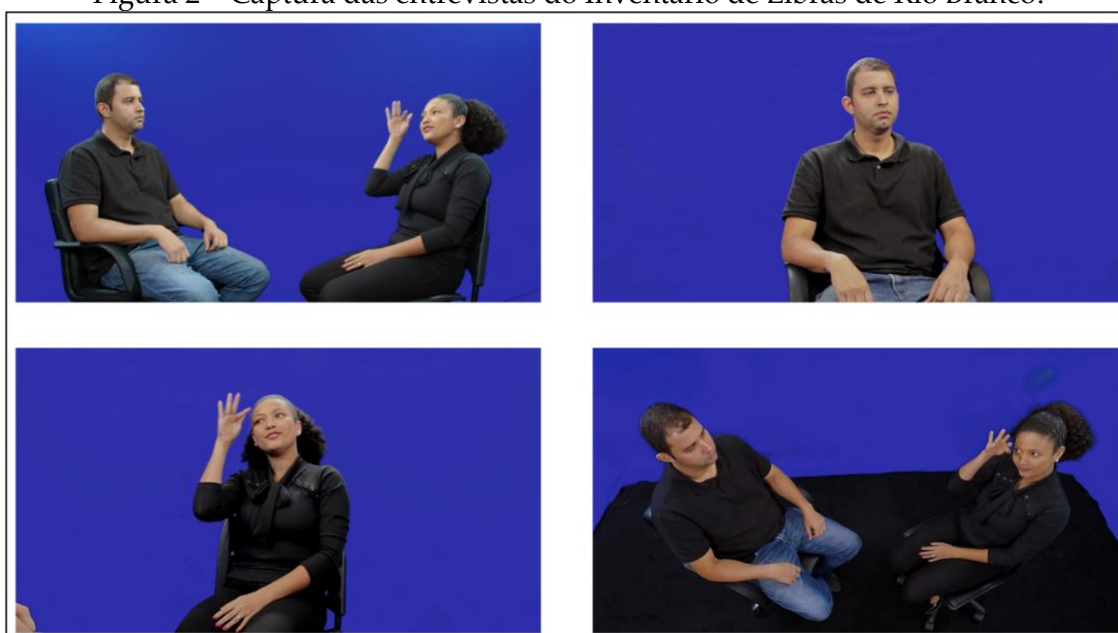 Figura 2 – Captura das entrevistas do Inventário de Libras de Rio Branco.